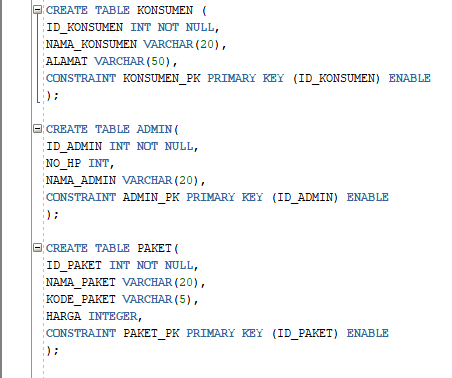 CREATE TABLE KONSUMEN (
ID_KONSUMEN INT NOT NULL,
NAMA_KONSUMEN VARCHAR(20),
ALAMAT VARCHAR(50),
CONSTRAINT KONSUMEN_PK PRIMARY KEY (ID_KONSUMEN) ENABLE
);
CREATE TABLE ADMIN(
ID_ADMIN INT NOT NULL,
NO_HP INT,
NAMA_ADMIN VARCHAR(20),
CONSTRAINT ADMIN_PK PRIMARY KEY (ID_ADMIN) ENABLE
);
CREATE TABLE PAKET(
ID_PAKET INT NOT NULL,
NAMA_PAKET VARCHAR(20),
KODE_PAKET VARCHAR(5),
HARGA INTEGER,
CONSTRAINT PAKET_PK PRIMARY KEY (ID_PAKET) ENABLE
);